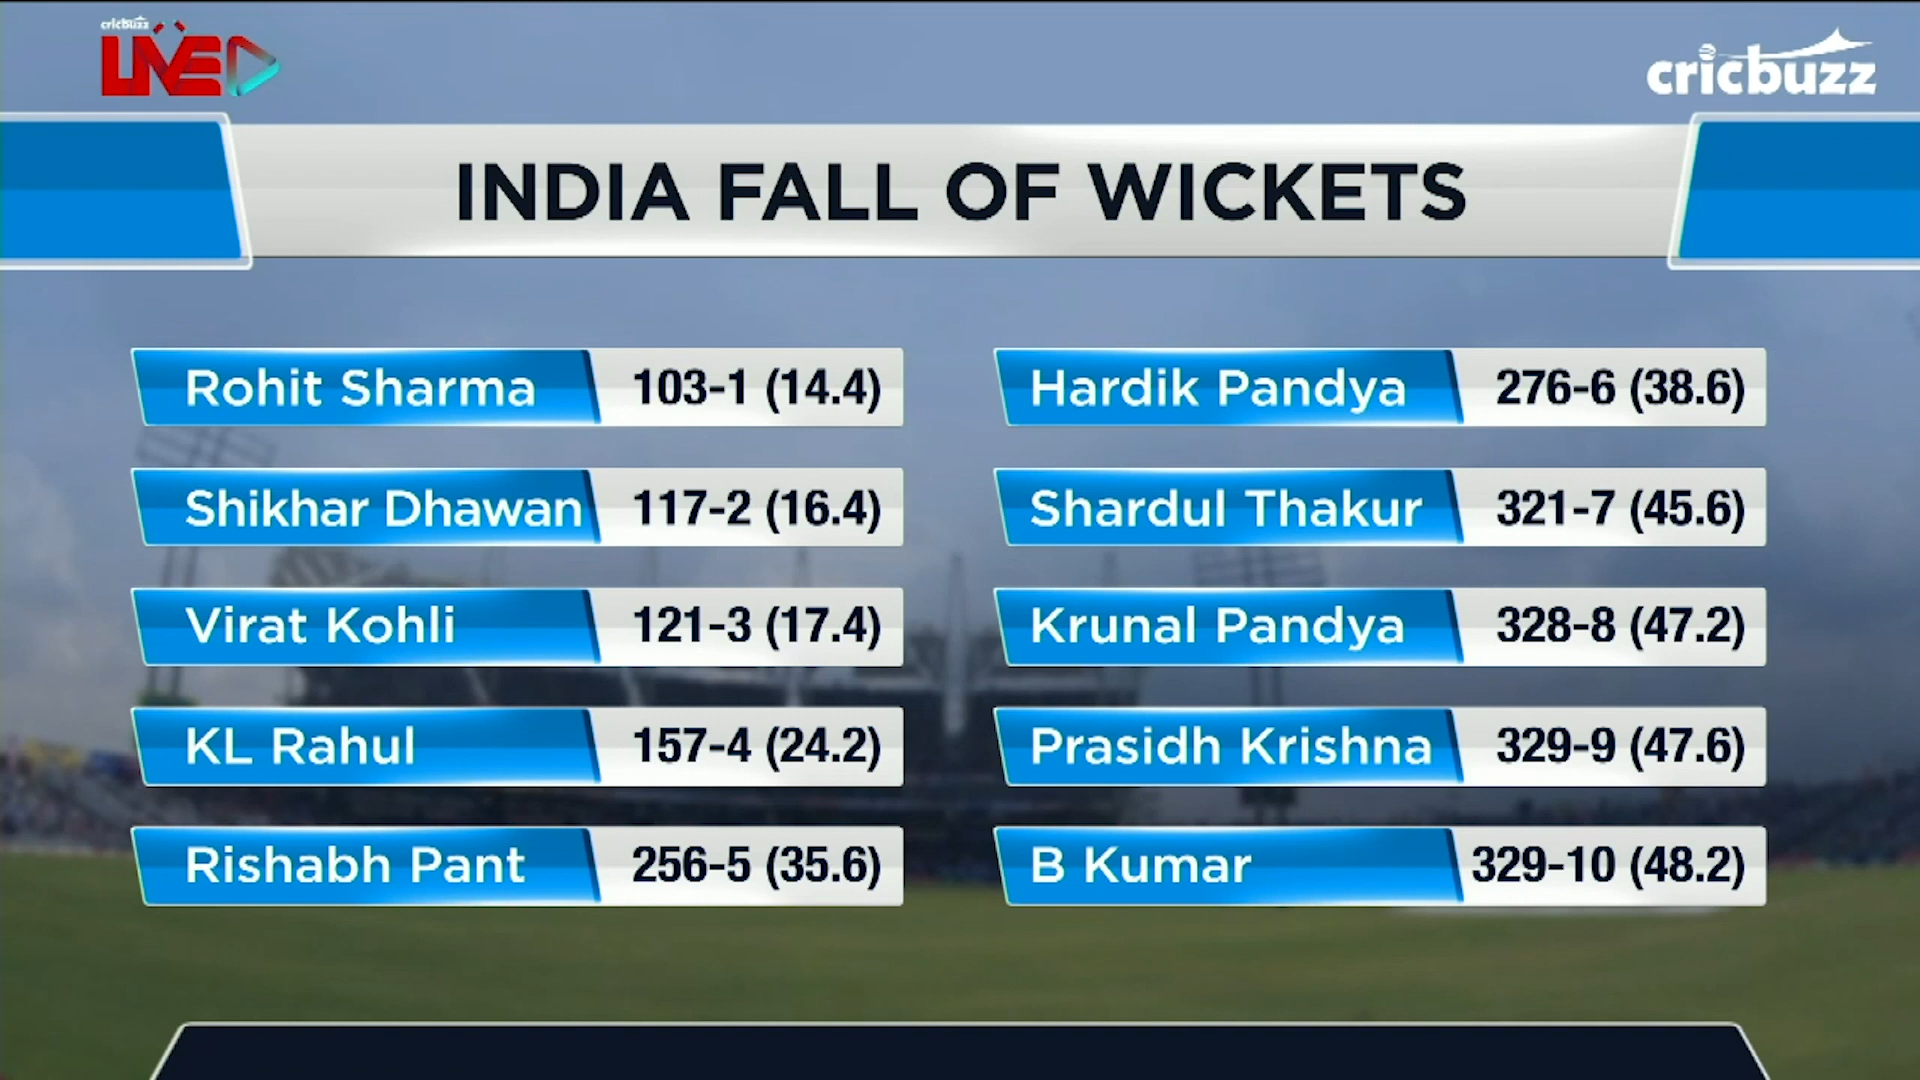 cricbuzz
LIVE
cricbuzz
INDIA FALL OF WICKETS
Rohit Sharma 103-1 (14.4)
Shikhar Dhawan 117-2 (16.4)
Virat Kohli 121-3 (17.4)
KL Rahul 157-4 (24.2)
Rishabh Pant 256-5 (35.6)
Hardik Pandya 276-6 (38.6)
Shardul Thakur 321-7 (45.6)
Krunal Pandya 328-8 (47.2)
Prasidh Krishna 329-9 (47.6)
B Kumar 329-10 (48.2)